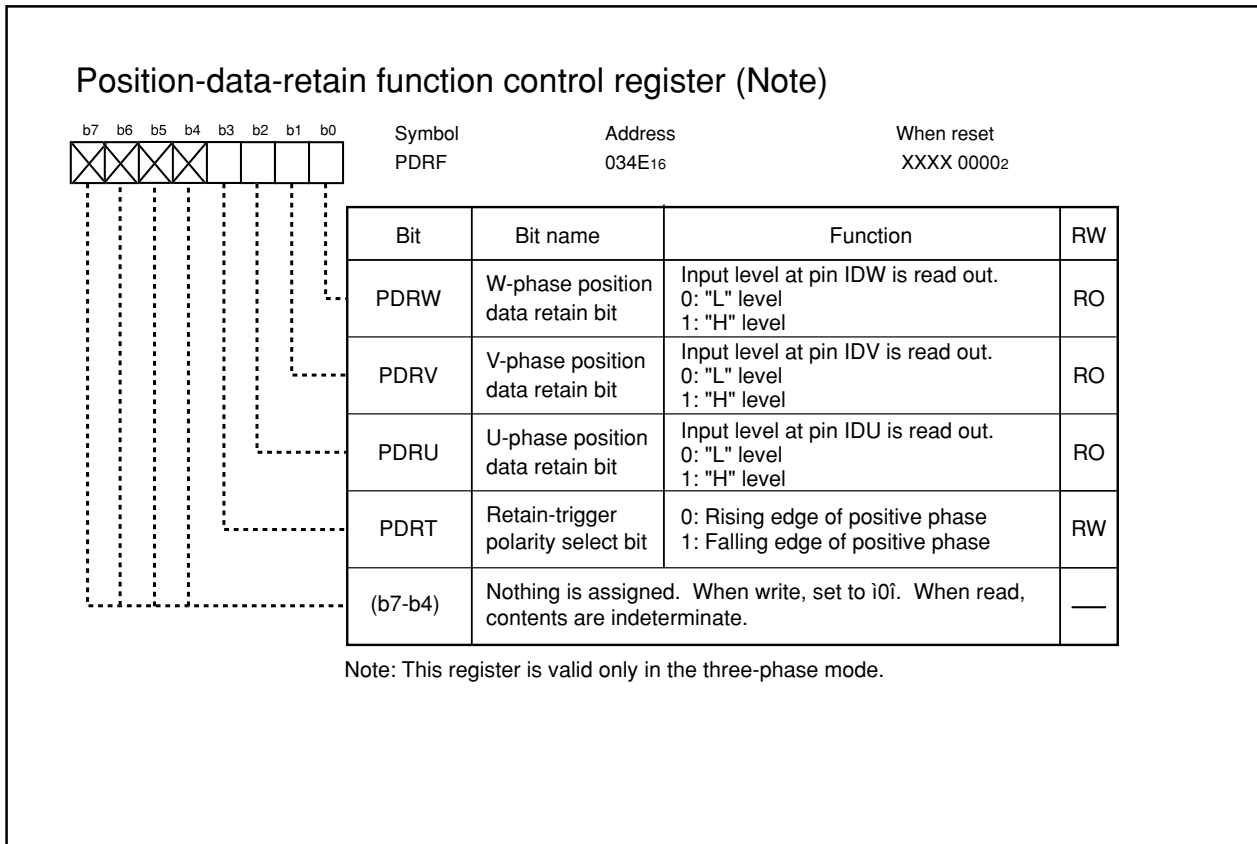 Position-data-retain function control register (Note)
b7 b6 b5 b4 b3 b2 b1 b0
Symbol Address When reset
PDRF 034E16 XXXX 00002
Bit Bit name Function RW
PDRW W-phase position data retain bit Input level at pin IDW is read out. RO
0: "L" level
1: "H" level
PDRV V-phase position data retain bit Input level at pin IDV is read out. RO
0: "L" level
1: "H" level
PDRU U-phase position data retain bit Input level at pin IDU is read out. RO
0: "L" level
1: "H" level
PDRT Retain-trigger polarity select bit 0: Rising edge of positive phase RW
1: Falling edge of positive phase
(b7-b4) Nothing is assigned. When write, set to ì0î. When read,
contents are indeterminate.
Note: This register is valid only in the three-phase mode.